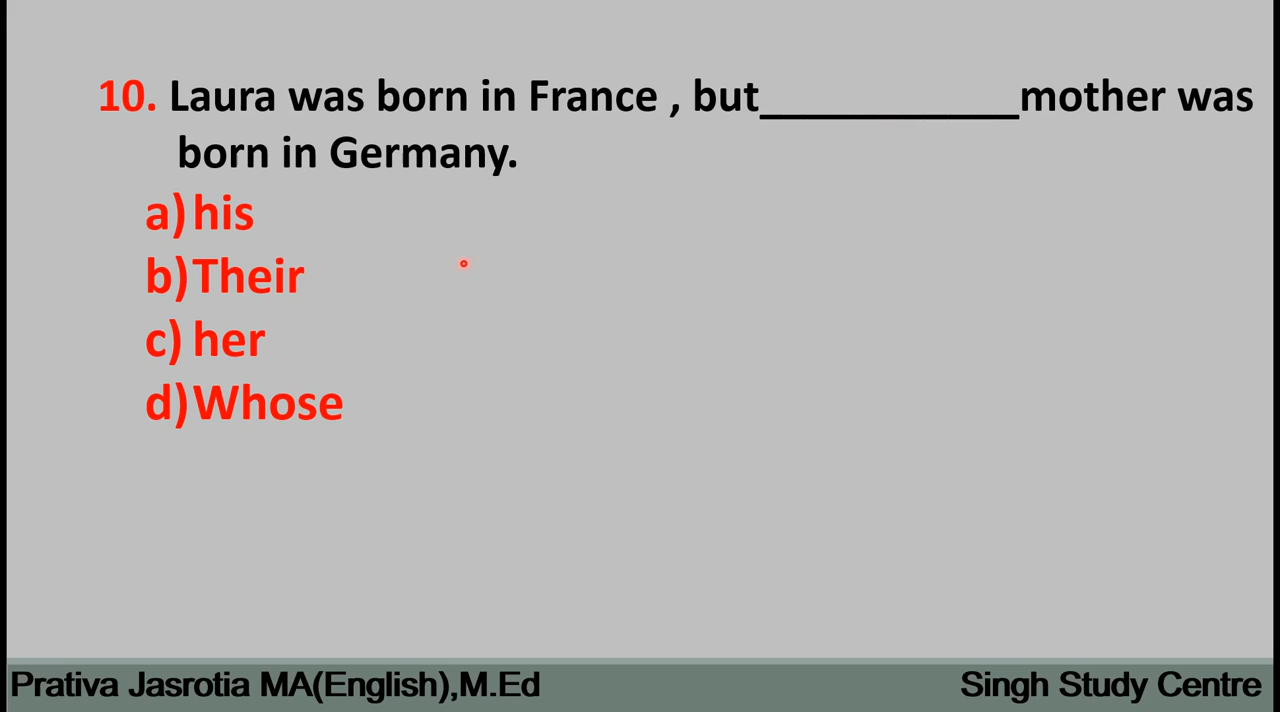 10. Laura was born in France , but__________mother was
born in Germany.
a) his
b) Their
c) her
d) Whose
Prativa Jasrotia MA(English),M.Ed
Singh Study Centre